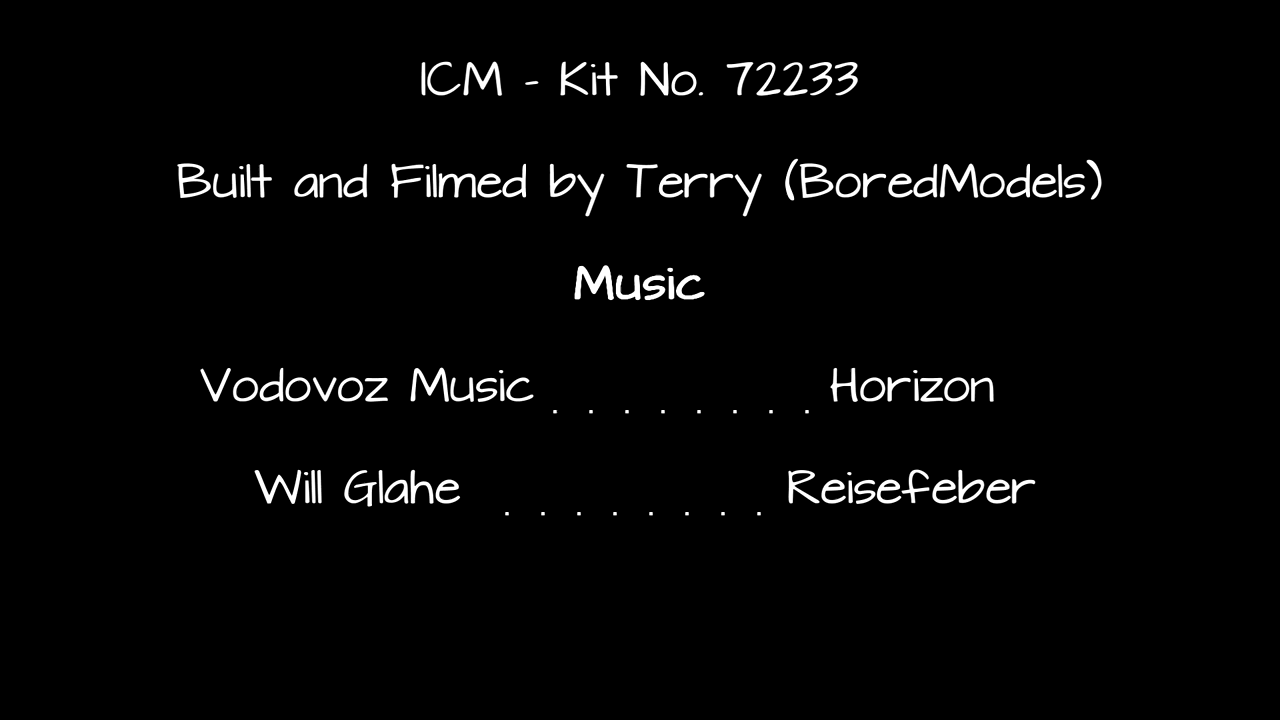 ICM - Kit No. 72233
Built and Filmed by Terry (BoredModels)
Music
Vodovoz Music . . . . . . . . Horizon
Will Glahe . . . . . . . . Reisefeber